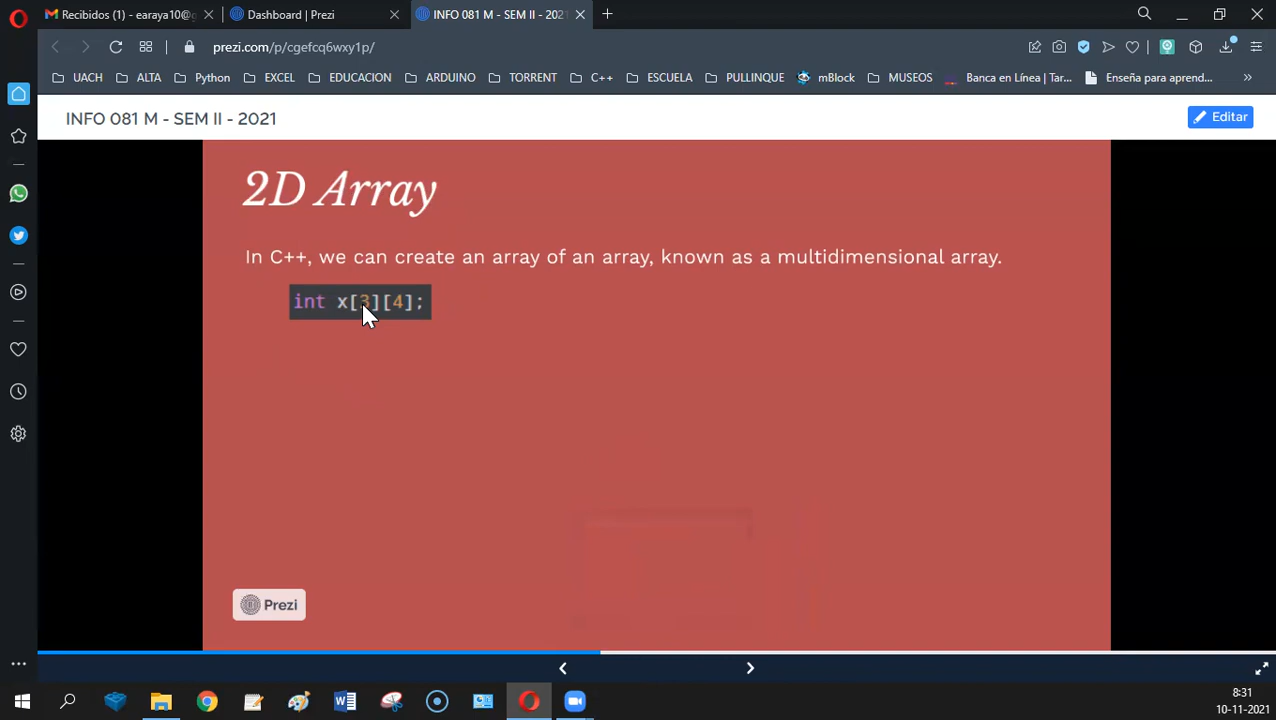 Recibidos (1) - earaya10@g
Dashboard | Prezi
INFO 081 M - SEM II - 2021
prezi.com/p/cgefcq6wxy1p/
UACH
ALTA
Python
EXCEL
EDUCACION
ARDUINO
TORRENT
C++
ESCUELA
PULLINQUE
mBlock
MUSEOS
Banca en Línea | Tar...
Enseña para aprend...
INFO 081 M - SEM II - 2021
Editar
2D Array
In C++, we can create an array of an array, known as a multidimensional array.
int x[3][4];
Prezi
8:31
10-11-2021